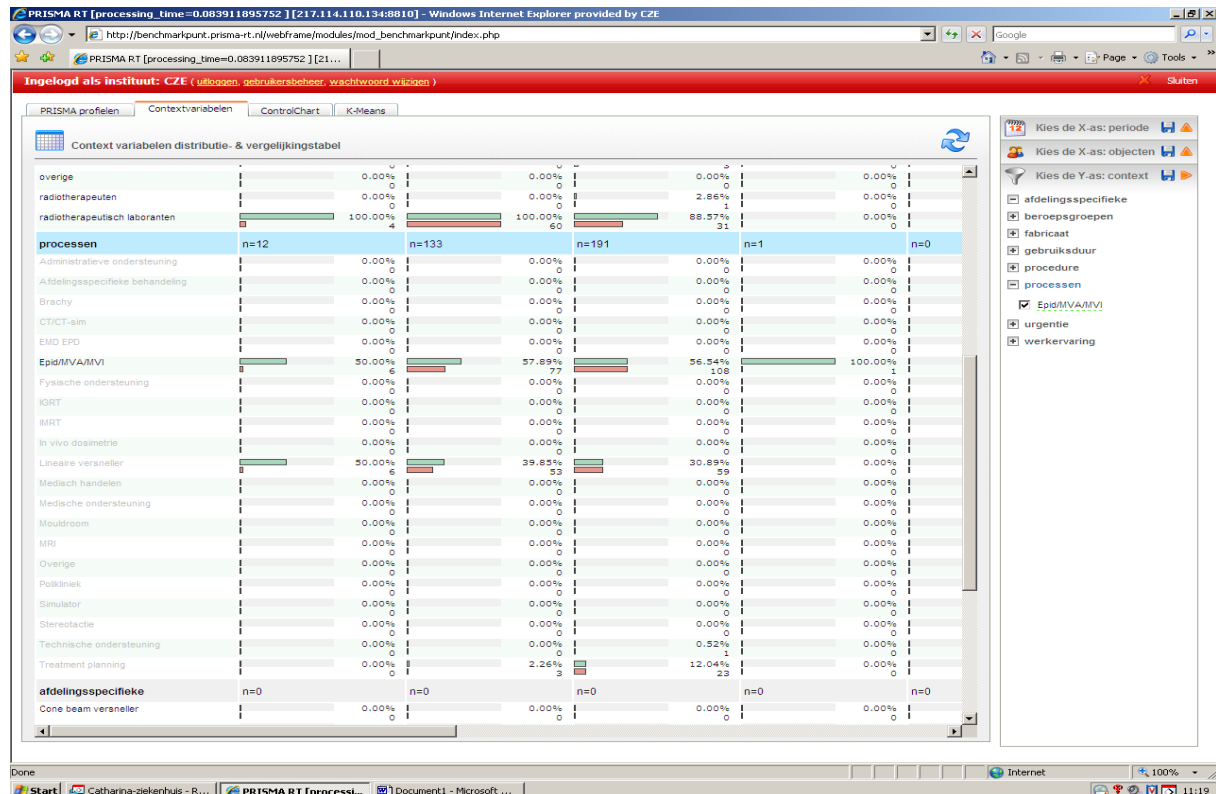 PRISMA RT [processing_time=0.083911895752 ] [217.114.110.134:8810] - Windows Internet Explorer provided by CZE
http://benchmarkpunt.prisma-rt.nl/webframe/modules/mod_benchmarkpunt/index.php
Google
PRISMA RT [processing_time=0.083911895752 ] [21...
Page Tools
Ingelogd als instituut: CZE ( uitloggen, gebruikersbeheer, wachtwoord wijzigen )
Sluiten
PRISMA profielen Contextvariabelen ControlChart K-Means
Context variabelen distributie- & vergelijkingstabel
overige 0.00% 0.00% 0.00% 0.00%
0 0 0 0
radiotherapeuten 0.00% 0.00% 2.86% 0.00%
0 0 1 0
radiotherapeutisch laboranten 100.00% 100.00% 88.57% 0.00%
4 60 31 0
processen n=12 n=133 n=191 n=1 n=0
Administratieve ondersteuning 0.00% 0.00% 0.00% 0.00%
0 0 0 0
Afdelingsspecifieke behandeling 0.00% 0.00% 0.00% 0.00%
0 0 0 0
Brachy 0.00% 0.00% 0.00% 0.00%
0 0 0 0
CT/CT-sim 0.00% 0.00% 0.00% 0.00%
0 0 0 0
EMD EPD 0.00% 0.00% 0.00% 0.00%
0 0 0 0
Epid/MVA/MVI 50.00% 57.89% 56.54% 100.00%
6 77 108 1
Fysische ondersteuning 0.00% 0.00% 0.00% 0.00%
0 0 0 0
IGRT 0.00% 0.00% 0.00% 0.00%
0 0 0 0
IMRT 0.00% 0.00% 0.00% 0.00%
0 0 0 0
In vivo dosimetrie 0.00% 0.00% 0.00% 0.00%
0 0 0 0
Lineaire versneller 50.00% 39.85% 30.89% 0.00%
6 53 59 0
Medisch handelen 0.00% 0.00% 0.00% 0.00%
0 0 0 0
Medische ondersteuning 0.00% 0.00% 0.00% 0.00%
0 0 0 0
Mouldroom 0.00% 0.00% 0.00% 0.00%
0 0 0 0
MRI 0.00% 0.00% 0.00% 0.00%
0 0 0 0
Overige 0.00% 0.00% 0.00% 0.00%
0 0 0 0
Polikliniek 0.00% 0.00% 0.00% 0.00%
0 0 0 0
Simulator 0.00% 0.00% 0.00% 0.00%
0 0 0 0
Stereotactie 0.00% 0.00% 0.00% 0.00%
0 0 0 0
Technische ondersteuning 0.00% 0.00% 0.52% 0.00%
0 0 1 0
Treatment planning 0.00% 2.26% 12.04% 0.00%
0 3 23 0
afdelingsspecifieke n=0 n=0 n=0 n=0 n=0
Cone beam versneller 0.00% 0.00% 0.00% 0.00%
0 0 0 0
12 Kies de X-as: periode
Kies de X-as: objecten
Kies de Y-as: context
afdelingsspecifieke
beroepsgroepen
fabricaat
gebruiksduur
procedure
processen
Epid/MVA/MVI
urgentie
werkervaring
Done Internet 100%
Start Catharina-ziekenhuis - R... PRISMA RT [processi... Document1 - Microsoft ... 11:19